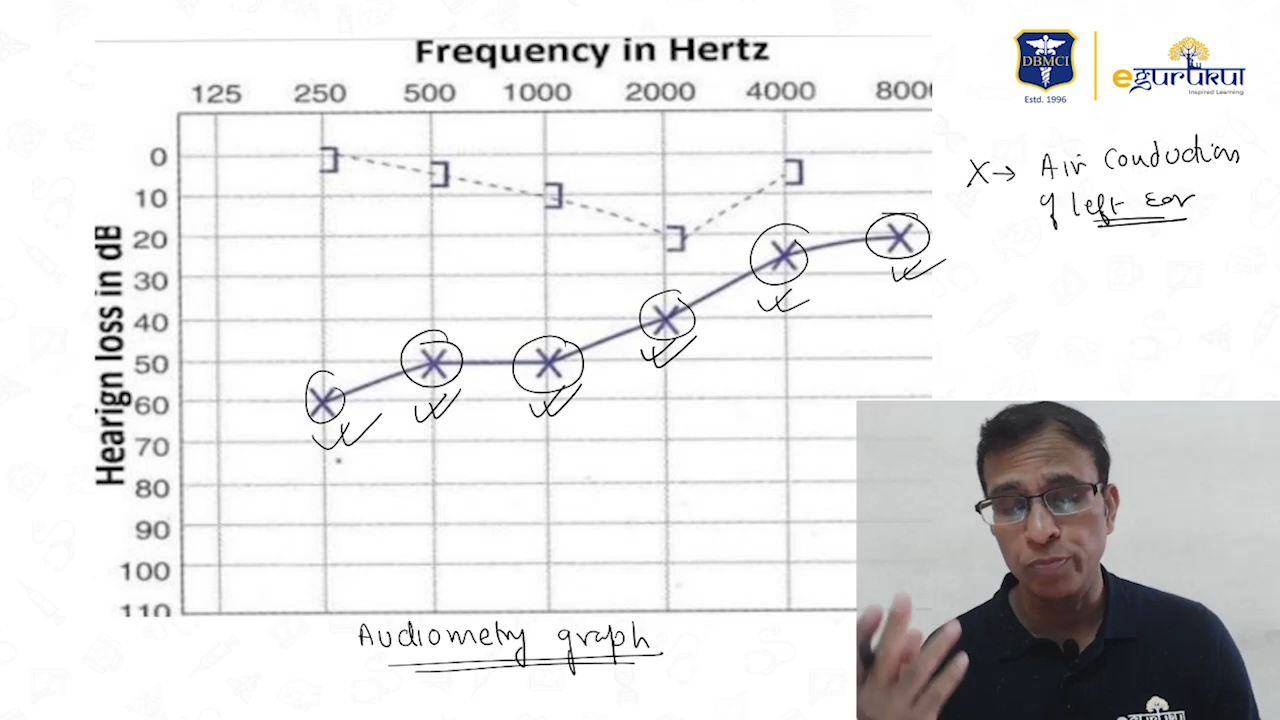 Frequency in Hertz
125 250 500 1000 2000 4000 8000
Hearign loss in dB
0
10
20
30
40
50
60
70
80
90
100
110
Audiometry graph
DBMCI
Estd. 1996
egurukul
Inspired Learning
X→ Air Conduction
of left ear